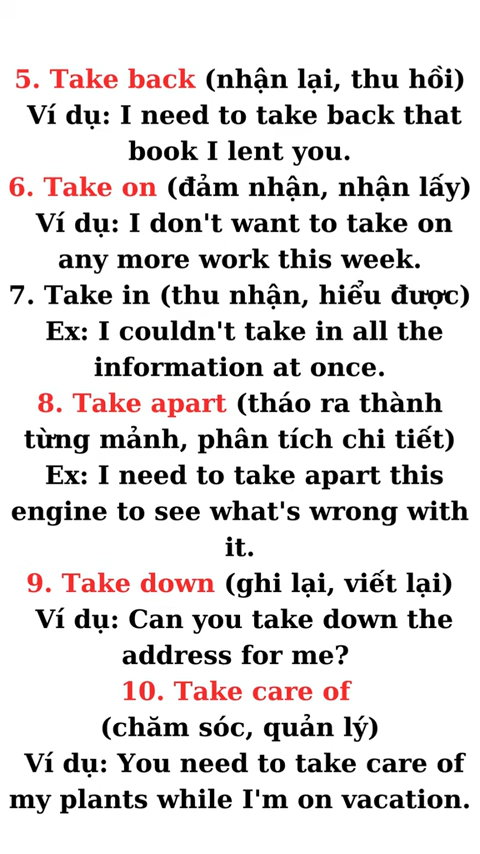 5. Take back (nhận lại, thu hồi)
Ví dụ: I need to take back that
book I lent you.
6. Take on (đảm nhận, nhận lấy)
Ví dụ: I don't want to take on
any more work this week.
7. Take in (thu nhận, hiểu được)
Ex: I couldn't take in all the
information at once.
8. Take apart (tháo ra thành
từng mảnh, phân tích chi tiết)
Ex: I need to take apart this
engine to see what's wrong with
it.
9. Take down (ghi lại, viết lại)
Ví dụ: Can you take down the
address for me?
10. Take care of
(chăm sóc, quản lý)
Ví dụ: You need to take care of
my plants while I'm on vacation.